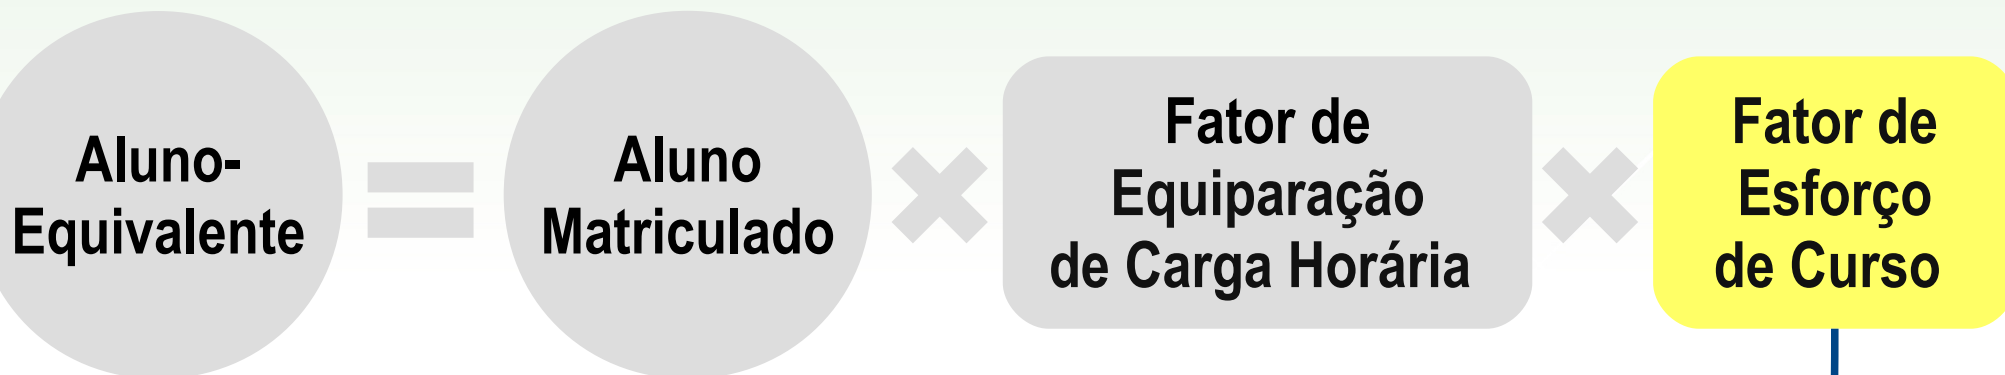 Aluno-
Equivalente
=
Aluno
Matriculado
×
Fator de
Equiparação
de Carga Horária
×
Fator de
Esforço
de Curso